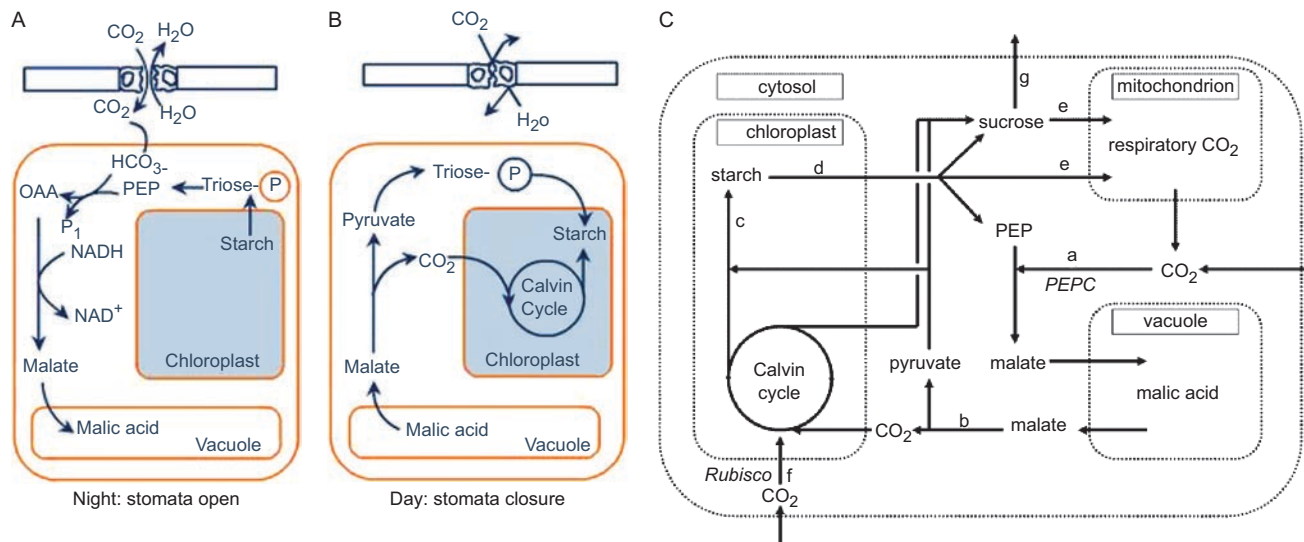 A
CO2
H2O
CO2
H2O
HCO3-
OAA
PEP
Triose-P
P1
NADH
Starch
NAD+
Chloroplast
Malate
Malic acid
Vacuole
Night: stomata open
B
CO2
H2o
Triose- P
Pyruvate
Starch
CO2
Calvin
Cycle
Chloroplast
Malate
Malic acid
Vacuole
Day: stomata closure
C
g
cytosol
mitochondrion
chloroplast
sucrose
e
respiratory CO2
starch
d
e
c
PEP
a
CO2
PEPC
vacuole
Calvin
cycle
pyruvate
malate
malic acid
CO2
b
malate
Rubisco
f
CO2